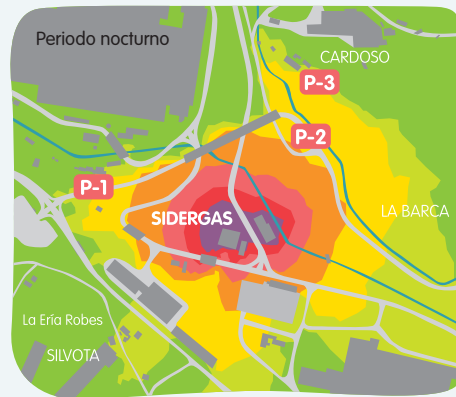 Periodo nocturno
CARDOSO
P-3
P-2
P-1
LA BARCA
SIDERGAS
La Ería Robes
SILVOTA